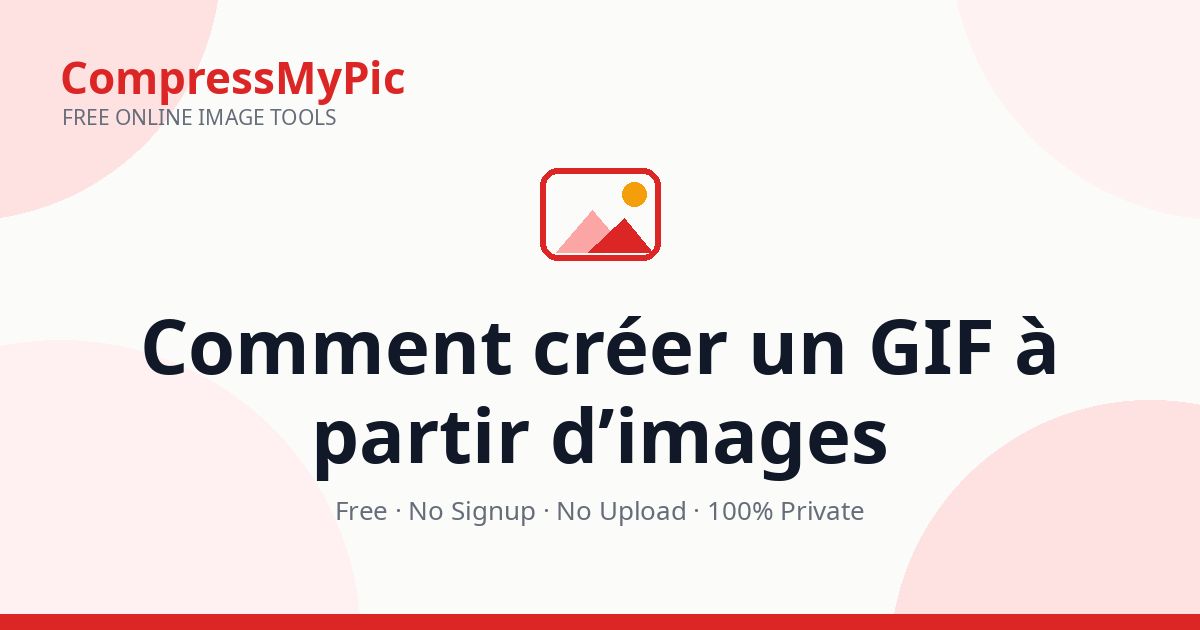 CompressMyPic
FREE ONLINE IMAGE TOOLS
Comment créer un GIF à
partir d’images
Free · No Signup · No Upload · 100% Private